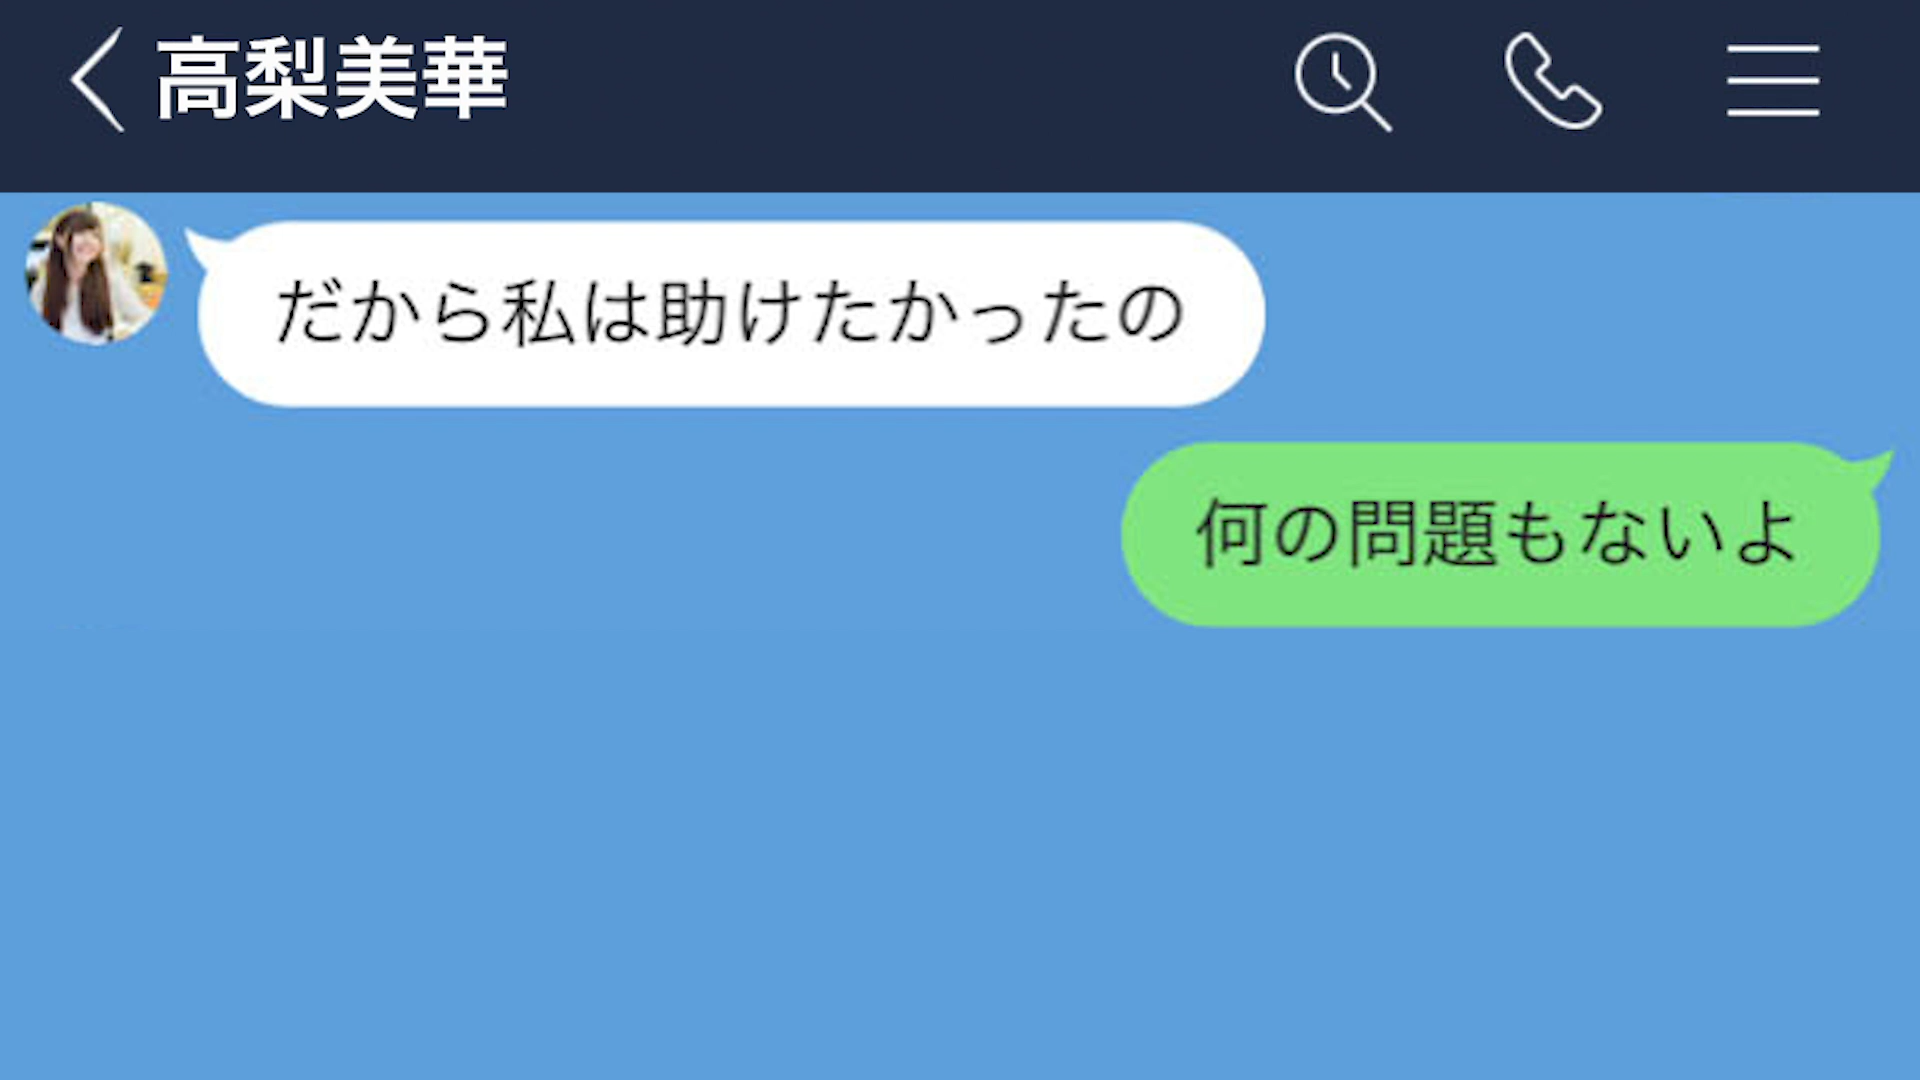 高梨美華
だから私は助けたかったの
何の問題もないよ